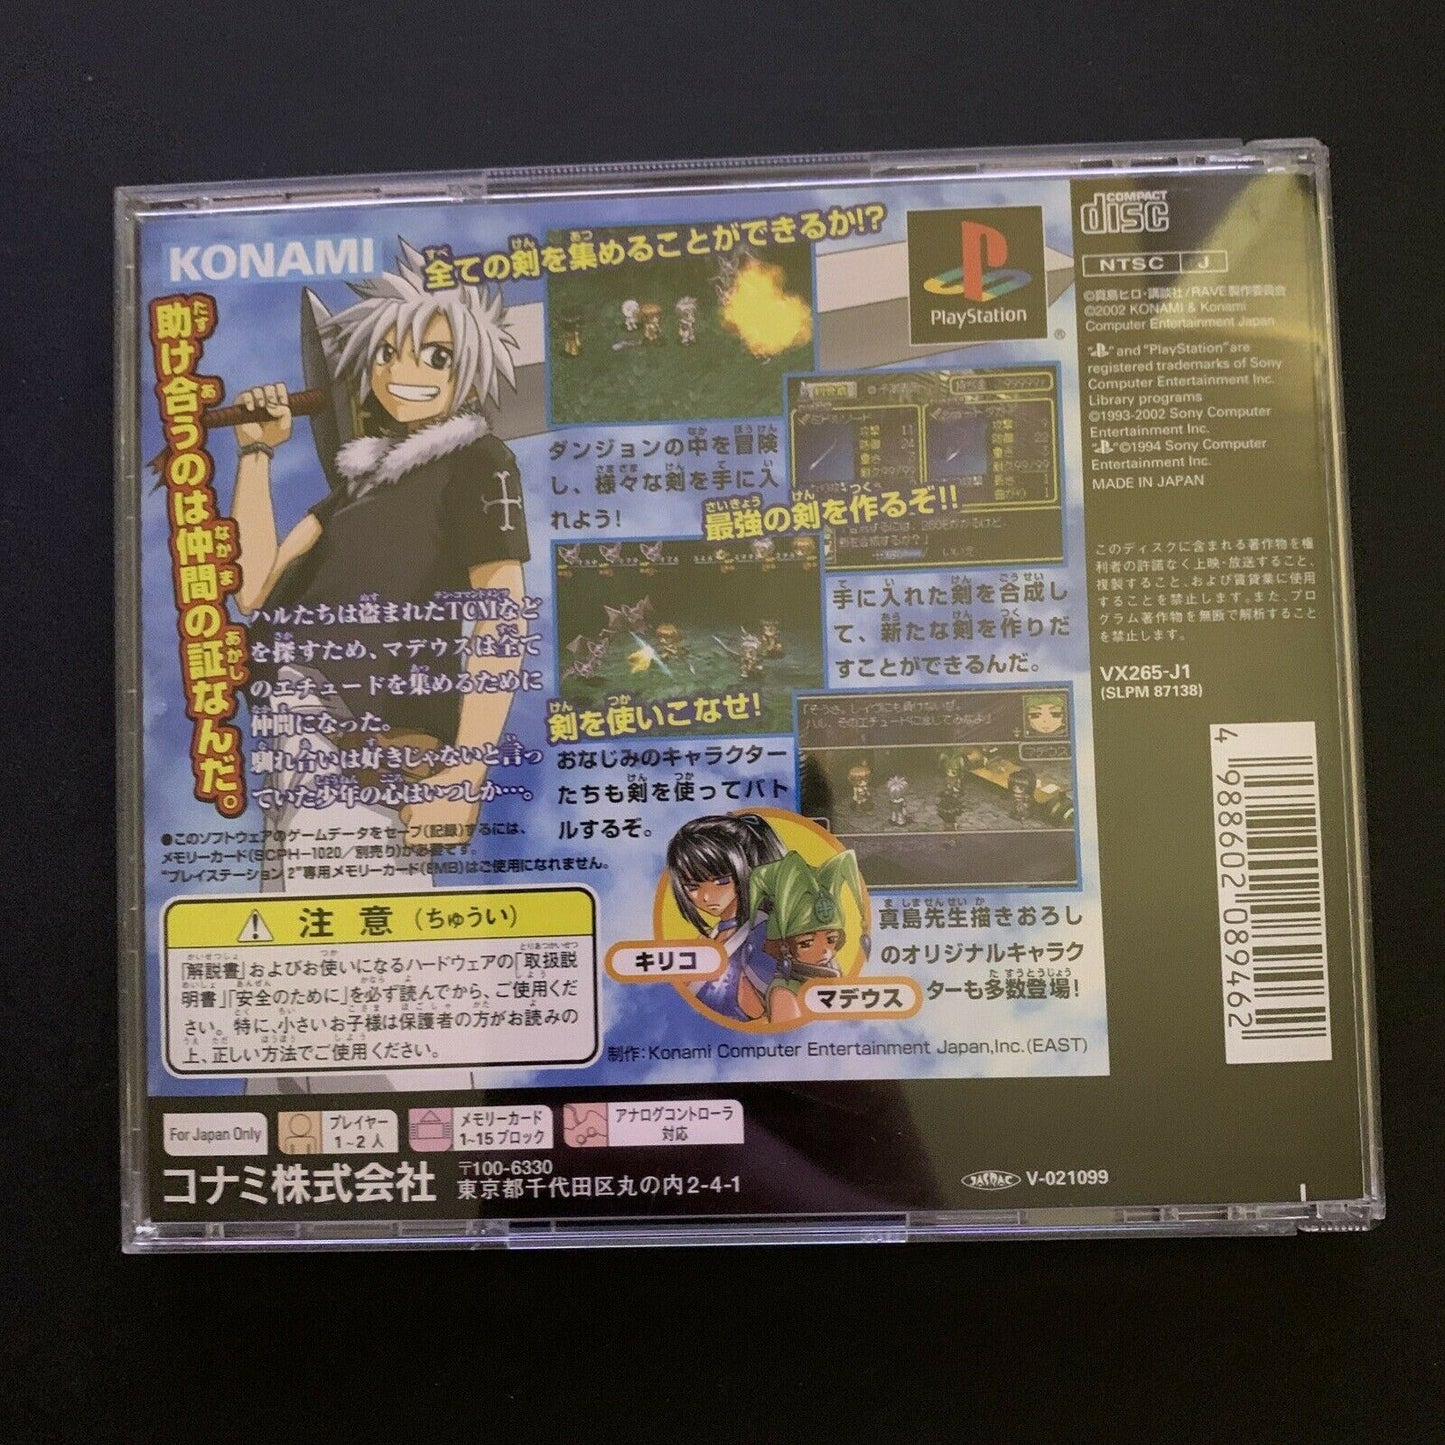 KONAMI
全ての剣を集めることができるか!?
助け合うのは仲間の証なんだ。
ダンジョンの中を冒険
し、様々な剣を手に入
れよう!
最強の剣を作るぞ!!
手に入れた剣を合成し
て、新たな剣を作りだ
すことができるんだ。
ハルたちは盗まれたTCMなど
を探すため、マデウスは全て
のエチュードを集めるために
仲間になった。
馴れ合いは好きじゃないと言っ
ていた少年の心はいつしか…。
剣を使いこなせ!
おなじみのキャラクター
たちも剣を使ってバト
ルするぞ。
キリコ
マデウス
真島先生描きおろし
のオリジナルキャラク
ターも多数登場!
●このソフトウェアのゲームデータをセーブ(記録)するには、
メモリーカード(SCPH-1020/別売り)が必要です。
"プレイステーション 2"専用メモリーカード(8MB)はご使用になれません。
注意(ちゅうい)
「解説書」およびお使いになるハードウェアの「取扱説
明書」「安全のために」を必ず読んでから、ご使用くだ
さい。特に、小さいお子様は保護者の方がお読みの
上、正しい方法でご使用ください。
制作:Konami Computer Entertainment Japan,Inc.(EAST)
For Japan Only
プレイヤー
1~2人
メモリーカード
1~15ブロック
アナログコントローラ
対応
コナミ株式会社
〒100-6330
東京都千代田区丸の内2-4-1
V-021099
PlayStation
®
COMPACT
disc
NTSC J
©真島ヒロ・講談社/RAVE製作委員会
©2002 KONAMI & Konami
Computer Entertainment Japan
" " and "PlayStation" are
registered trademarks of Sony
Computer Entertainment Inc.
Library programs
©1993-2002 Sony Computer
Entertainment Inc.
" " ©1994 Sony Computer
Entertainment Inc.
MADE IN JAPAN
このディスクに含まれる著作物を権
利者の許諾なく上映・放送すること、
複製すること、および賃貸業に使用
することを禁止します。また、プロ
グラム著作物を無断で解析すること
を禁止します。
VX265-J1
(SLPM 87138)
4 988602 089462